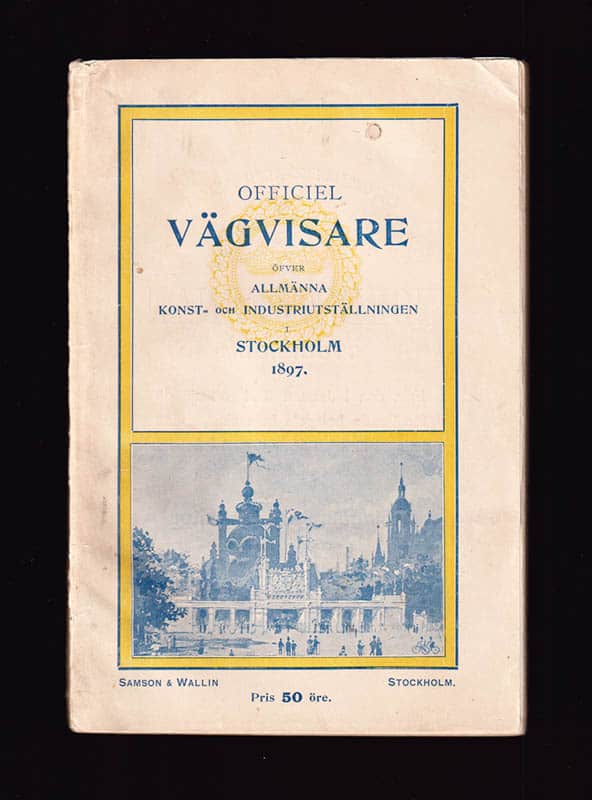 OFFICIEL
VÄGVISARE
ÖFVER
ALLMÄNNA
KONST- OCH INDUSTRIUTSTÄLLNINGEN
I
STOCKHOLM
1897.
SAMSON & WALLIN STOCKHOLM.
Pris 50 öre.